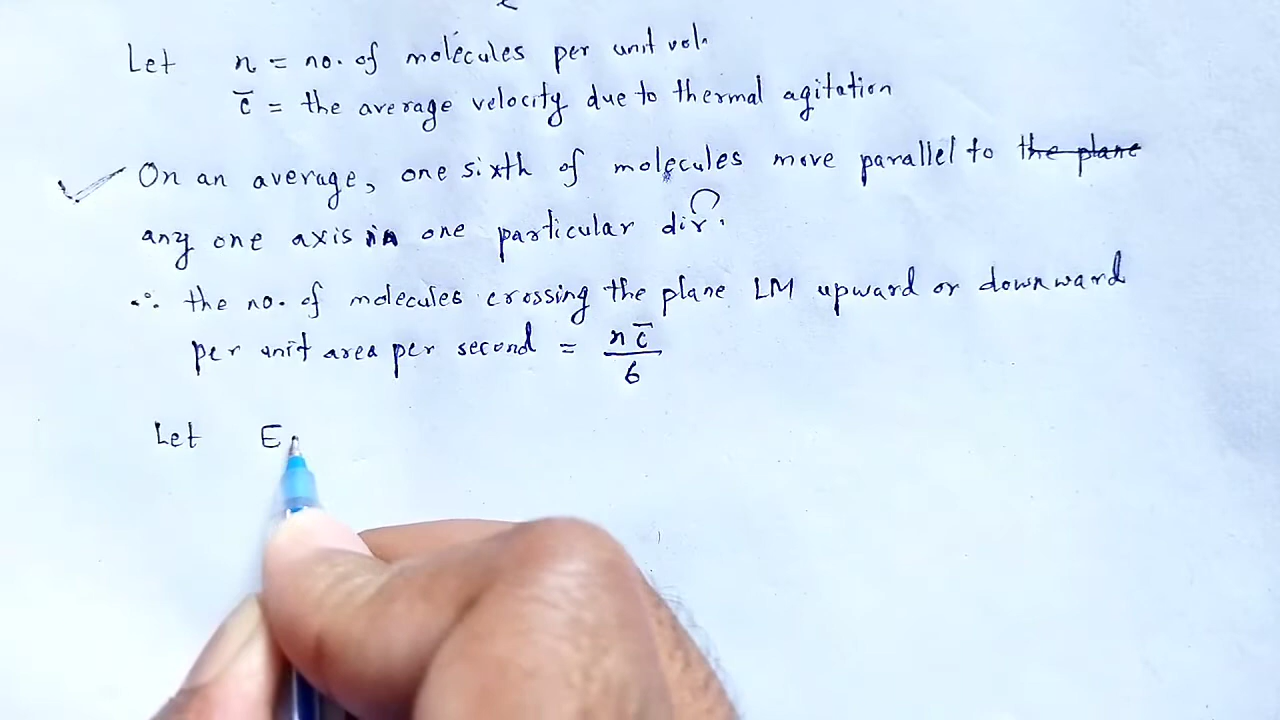 Let n = no. of molecules per unit vol.
c̅ = the average velocity due to thermal agitation
On an average, one sixth of molecules move parallel to the plane
any one axis in one particular dirⁿ.
∴ the no. of molecules crossing the plane LM upward or downward
per unit area per second = n c̅ / 6
Let E